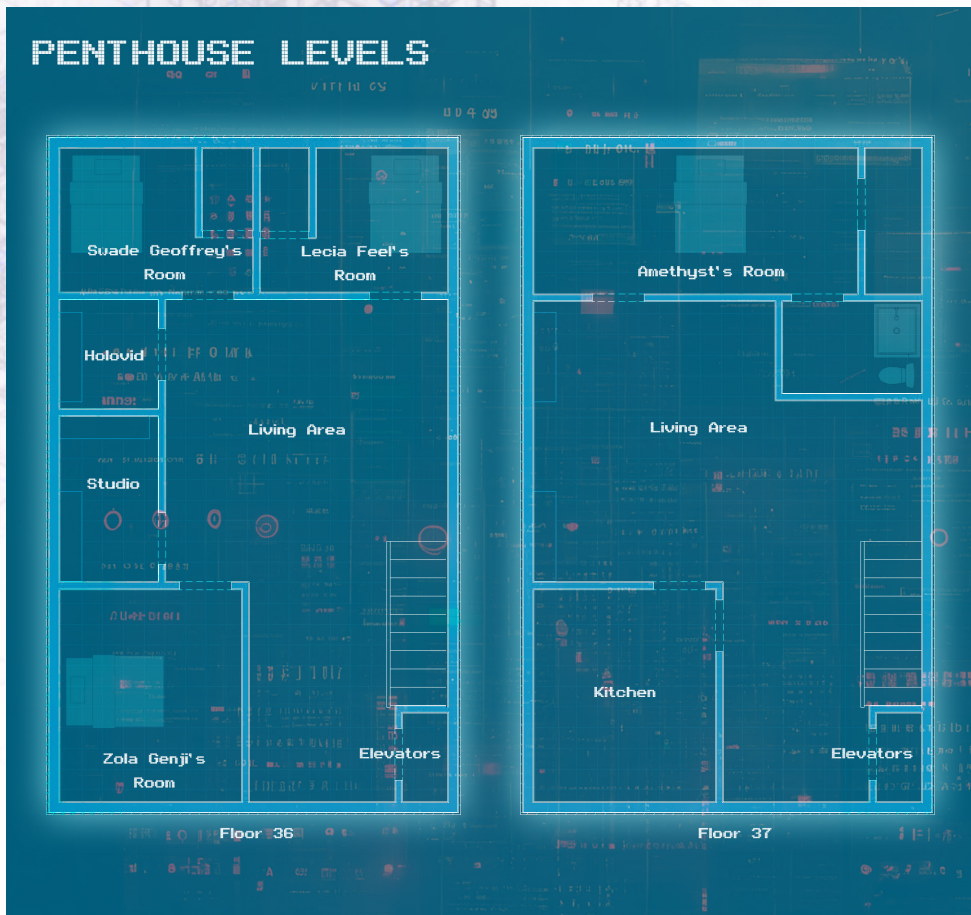 PENTHOUSE LEVELS
Swade Geoffrey's
Room
Lecia Feel's
Room
Holovid
Living Area
Studio
Zola Genji's
Room
Elevators
Floor 36
Amethyst's Room
Living Area
Kitchen
Elevators
Floor 37